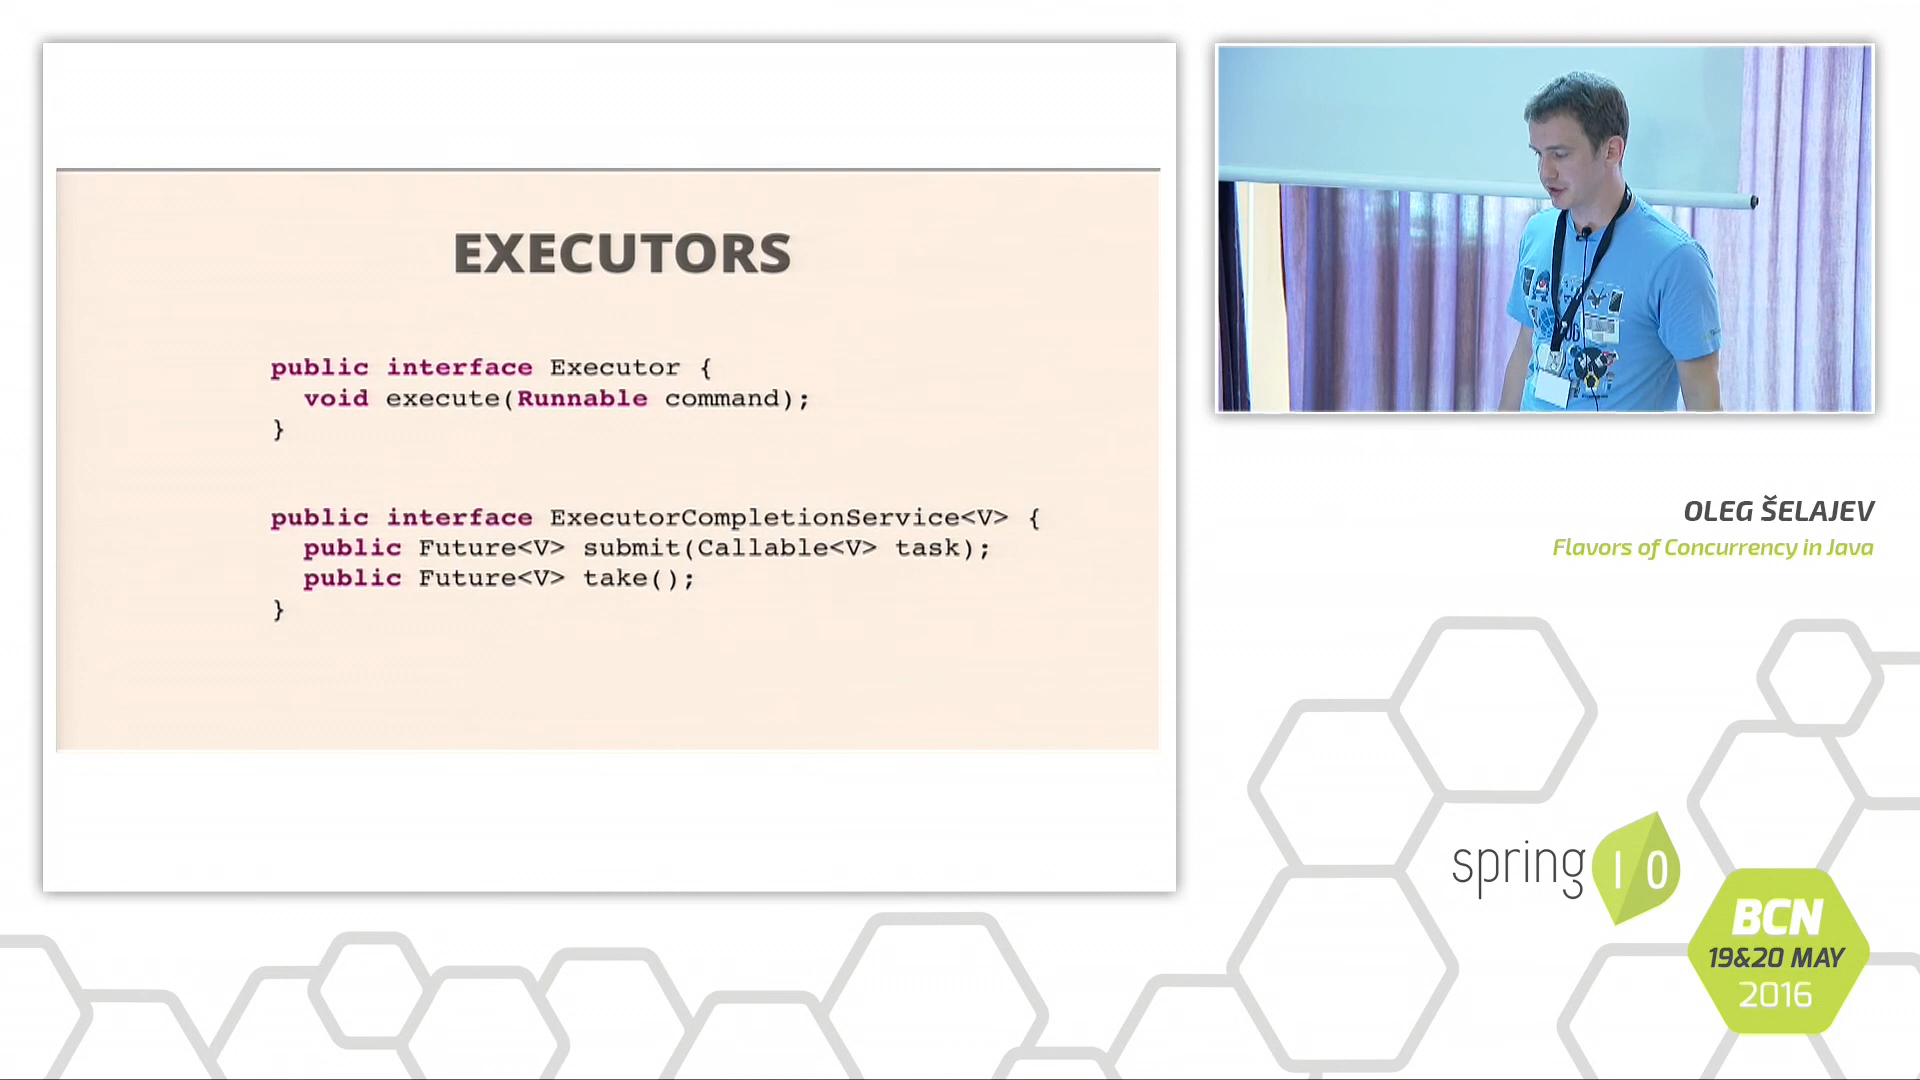 EXECUTORS
public interface Executor {
void execute(Runnable command);
}
public interface ExecutorCompletionService<V> {
public Future<V> submit(Callable<V> task);
public Future<V> take();
}
OLEG ŠELAJEV
Flavors of Concurrency in Java
spring I O
BCN
19&20 MAY
2016